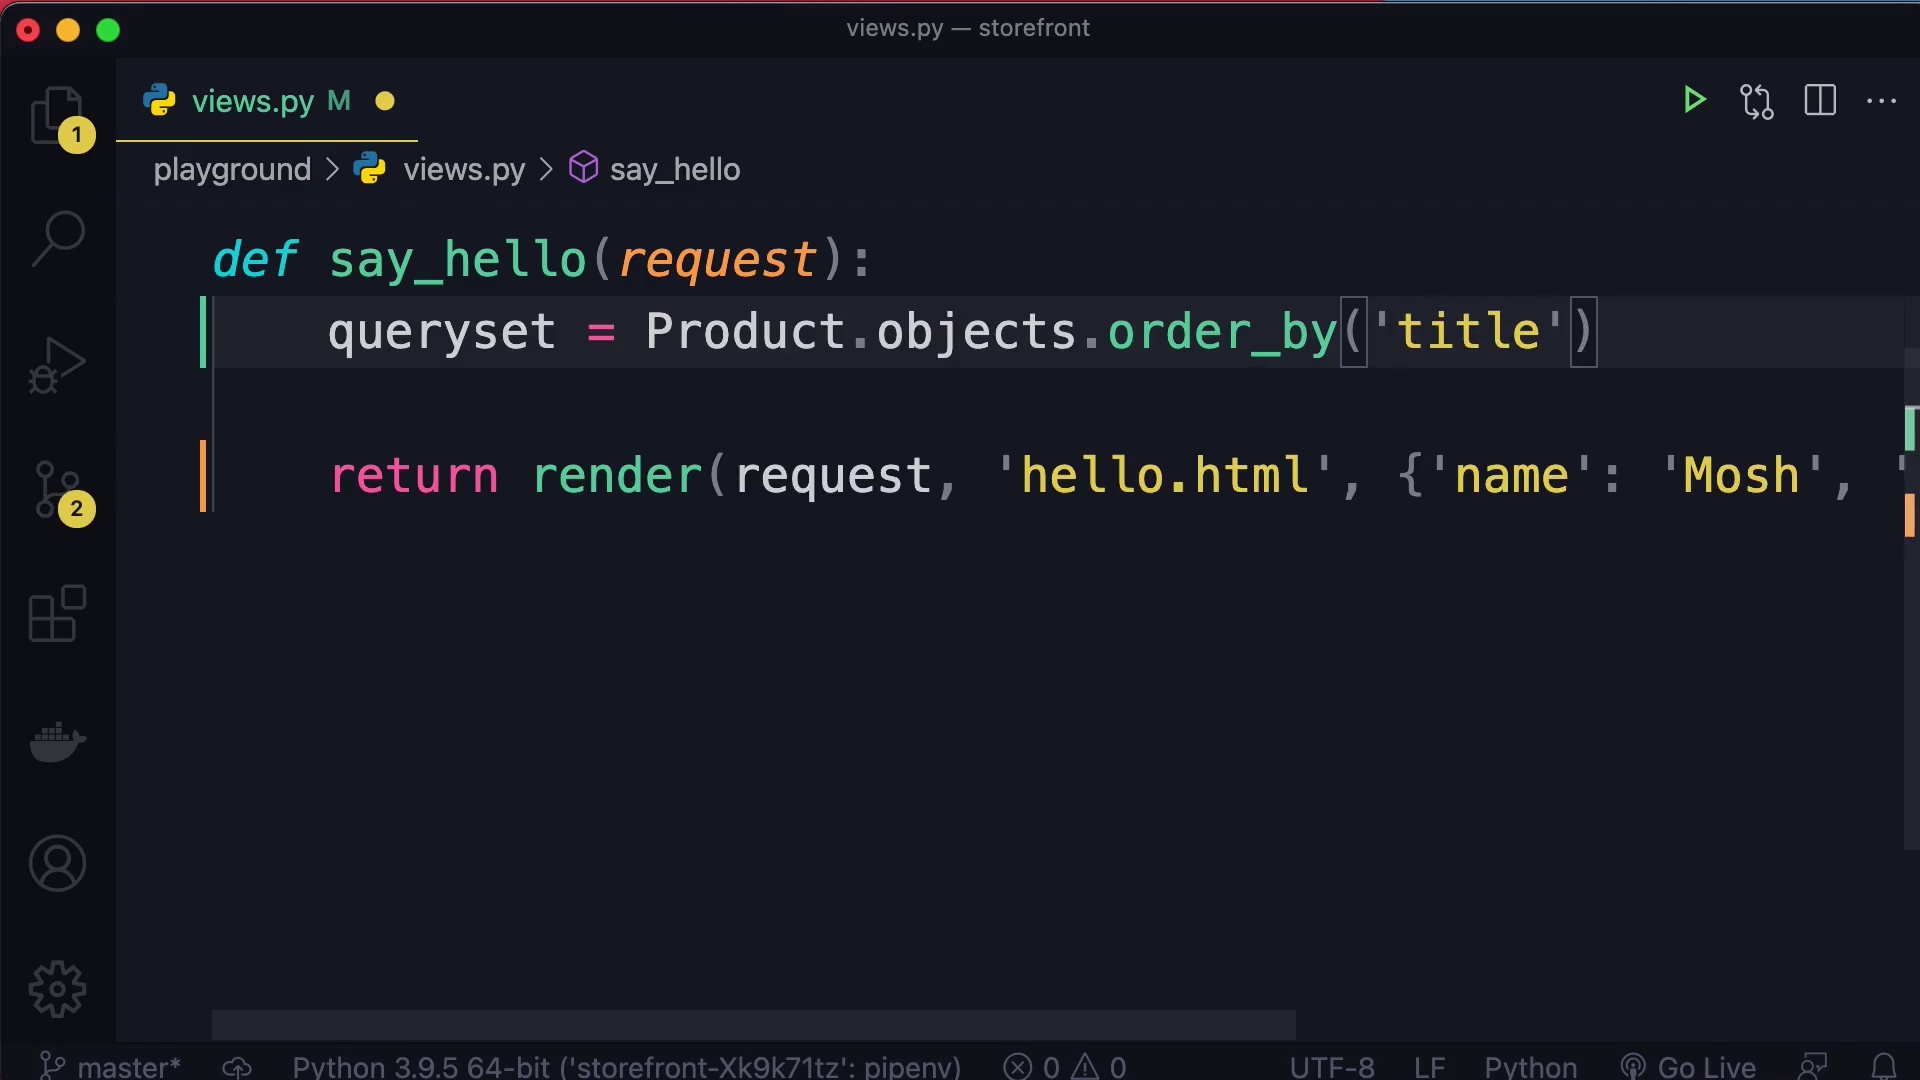 views.py — storefront
views.py M
1
playground > views.py > say_hello
def say_hello(request):
queryset = Product.objects.order_by('title')
return render(request, 'hello.html', {'name': 'Mosh', '
2
master* Python 3.9.5 64-bit ('storefront-Xk9k71tz': pipenv) 0 0 UTF-8 LF Python Go Live